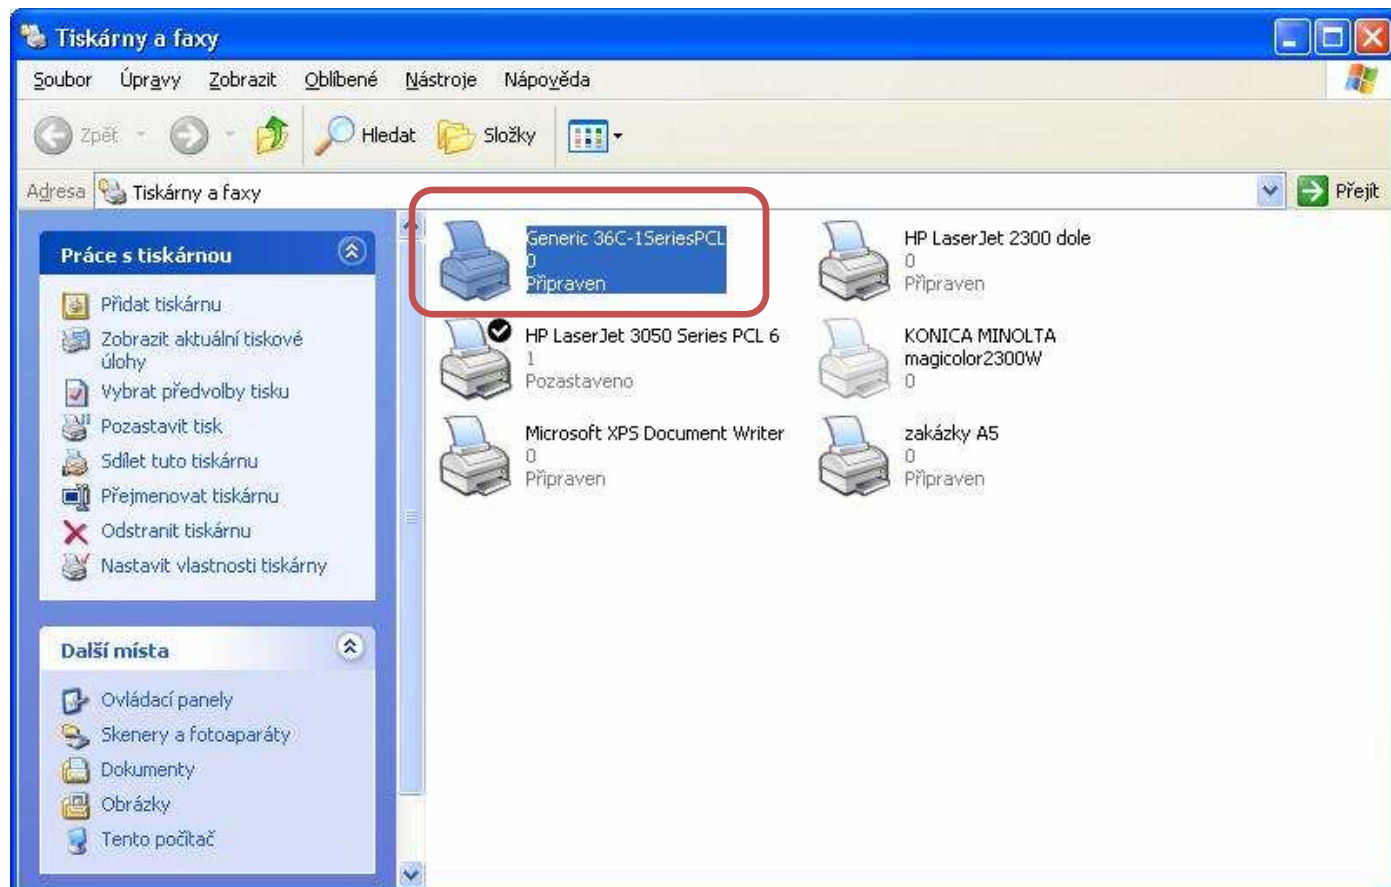 Tiskárny a faxy
Soubor Úpravy Zobrazit Oblíbené Nástroje Nápověda
Zpět Hledat Složky
Adresa Tiskárny a faxy Přejít
Práce s tiskárnou
Přidat tiskárnu
Zobrazit aktuální tiskové
úlohy
Vybrat předvolby tisku
Pozastavit tisk
Sdílet tuto tiskárnu
Přejmenovat tiskárnu
Odstranit tiskárnu
Nastavit vlastnosti tiskárny
Další místa
Ovládací panely
Skenery a fotoaparáty
Dokumenty
Obrázky
Tento počítač
Generic 36C-1SeriesPCL
0
Připraven
HP LaserJet 2300 dole
0
Připraven
HP LaserJet 3050 Series PCL 6
1
Pozastaveno
KONICA MINOLTA
magicolor2300W
0
Microsoft XPS Document Writer
0
Připraven
zakázky A5
0
Připraven